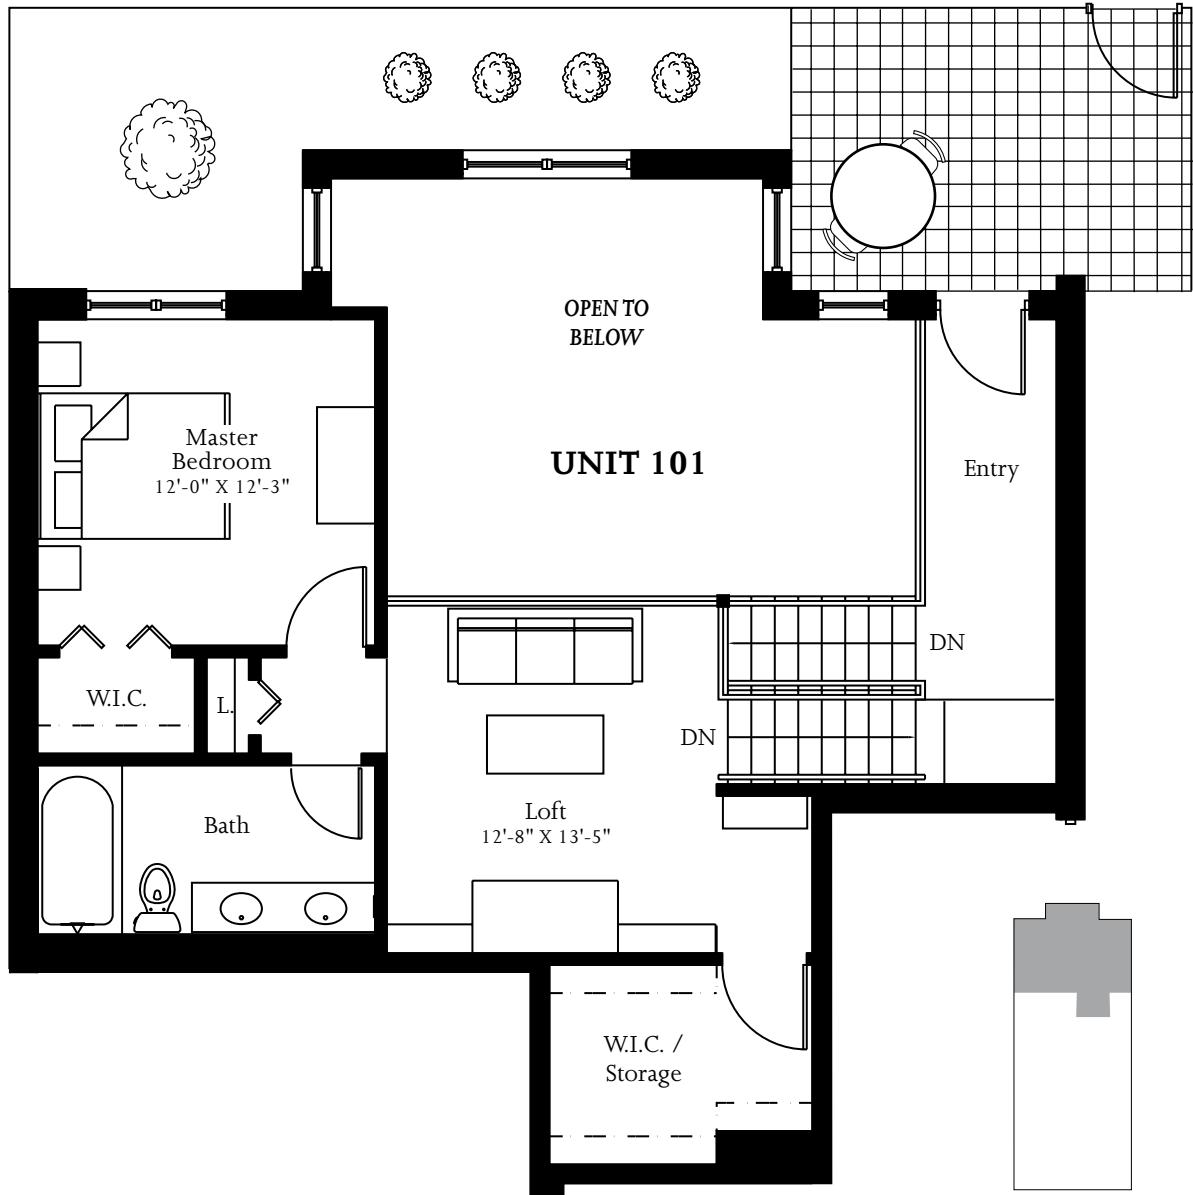 OPEN TO
BELOW
Master
Bedroom
12'-0" X 12'-3"
UNIT 101
Entry
DN
W.I.C.
L.
DN
Loft
12'-8" X 13'-5"
Bath
W.I.C. /
Storage